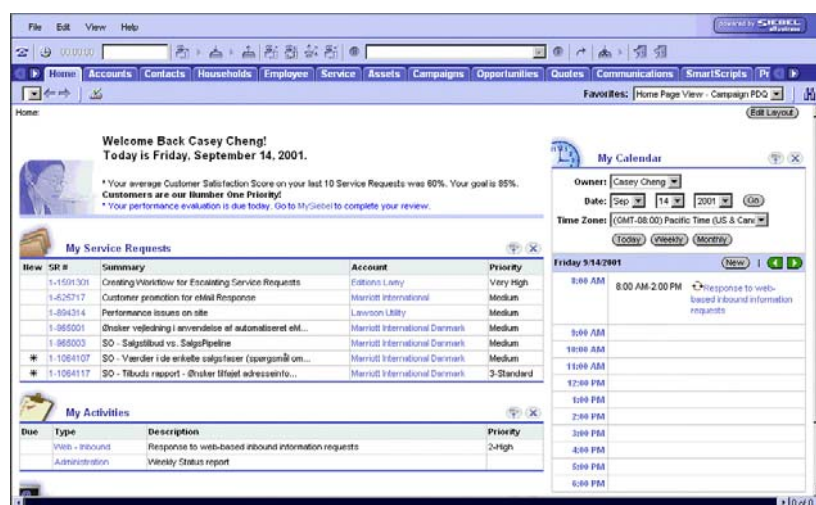 File Edit View Help
powered by SIEBEL eBusiness
00:00:00
Home Accounts Contacts Households Employee Service Assets Campaigns Opportunities Quotes Communications SmartScripts Pr
Favorites: Home Page View - Campaign PDQ
Home:
Edit Layout
Welcome Back Casey Cheng!
Today is Friday, September 14, 2001.
* Your average Customer Satisfaction Score on your last 10 Service Requests was 60%. Your goal is 85%.
Customers are our Number One Priority!
* Your performance evaluation is due today. Go to MySiebel to complete your review.
My Service Requests
New SR # Summary Account Priority
1-1591301 Creating Workflow for Escalating Service Requests Editions Lamy Very High
1-625717 Customer promotion for eMail Response Marriott International Medium
1-894314 Performance issues on site Lawson Utility Medium
1-965001 Ønsker vejledning i anvendelse af automatiseret eM... Marriott International Danmark Medium
1-965003 SO - Salgstilbud vs. SalgsPipeline Marriott International Danmark Medium
* 1-1064107 SO - Værdier i de enkelte salgsfaser (spørgsmål om... Marriott International Danmark Medium
* 1-1064117 SO - Tilbuds rapport - Ønsker tilføjet adresseinfo... Marriott International Danmark 3-Standard
My Activities
Due Type Description Priority
Web - Inbound Response to web-based inbound information requests 2-High
Administration Weekly Status report
My Calendar
Owner: Casey Cheng
Date: Sep 14 2001 Go
Time Zone: (GMT-08:00) Pacific Time (US & Can
Today Weekly Monthly
Friday 9/14/2001 New
8:00 AM 8:00 AM-2:00 PM Response to web-
based inbound information
requests
9:00 AM
10:00 AM
11:00 AM
12:00 PM
1:00 PM
2:00 PM
3:00 PM
4:00 PM
5:00 PM
6:00 PM
0 of 0